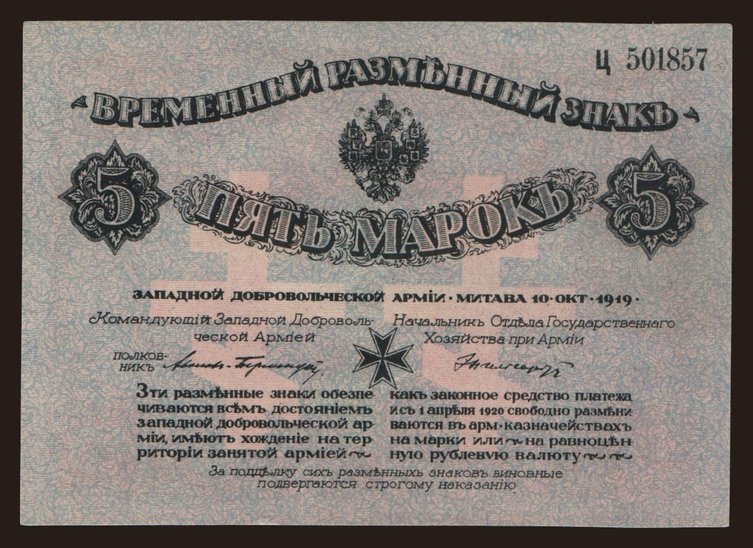 Ц 501857
ВРЕМЕННЫЙ РАЗМѢННЫЙ ЗНАКЪ
5 ПЯТЬ МАРОКЪ 5
ЗАПАДНОЙ ДОБРОВОЛЬЧЕСКОЙ АРМІИ · МИТАВА 10 · ОКТ · 1919 ·
Командующій Западной Доброволь-
ческой Арміей
ПОЛКОВ-
НИКЪ
Начальник Отдѣла Государственнаго
Хозяйства при Арміи
Эти размѣнные знаки обезпе-
чиваются всѣмъ достояніемъ
западной добровольческой ар-
міи, имѣютъ хожденіе на тер-
риторіи занятой арміей
какъ законное средство платежа,
и съ 1 апрѣля 1920 свободно размѣни
ваются въ арм · казначействахъ
на марки или на равноцѣн
ную рублевую валюту
За поддѣлку сихъ размѣнныхъ знаковъ виновные
подвергаются строгому наказанію